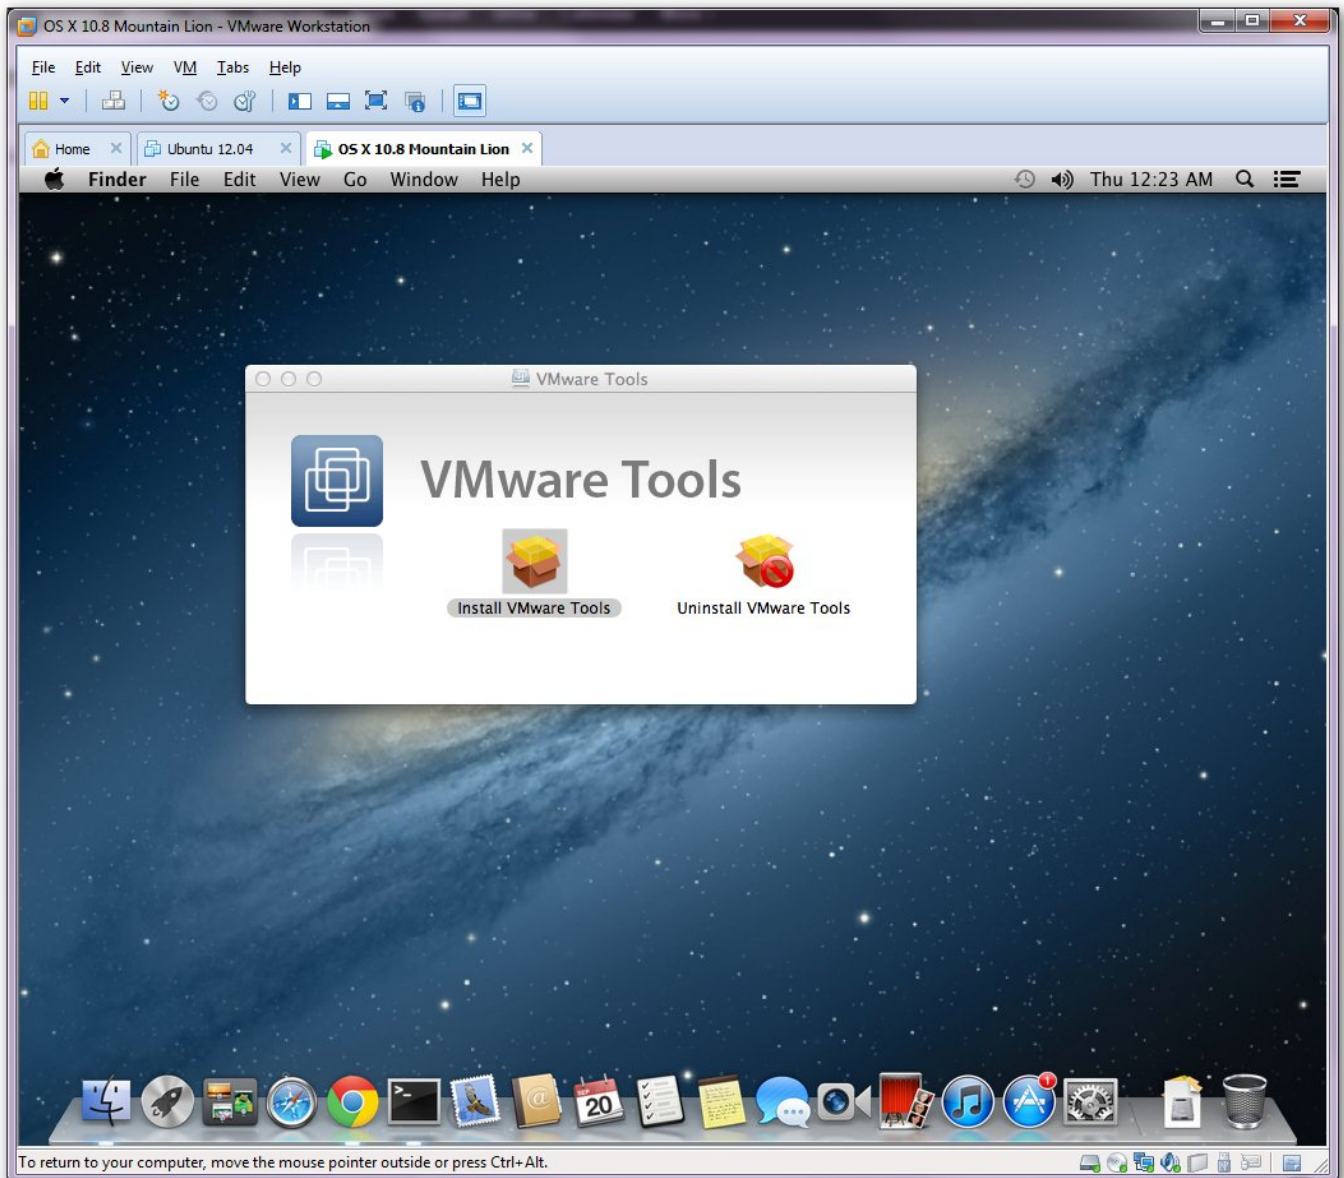 OS X 10.8 Mountain Lion - VMware Workstation
File Edit View VM Tabs Help
Home Ubuntu 12.04 OS X 10.8 Mountain Lion
Finder File Edit View Go Window Help Thu 12:23 AM
VMware Tools
VMware Tools
Install VMware Tools Uninstall VMware Tools
SEP
20
1
To return to your computer, move the mouse pointer outside or press Ctrl+Alt.